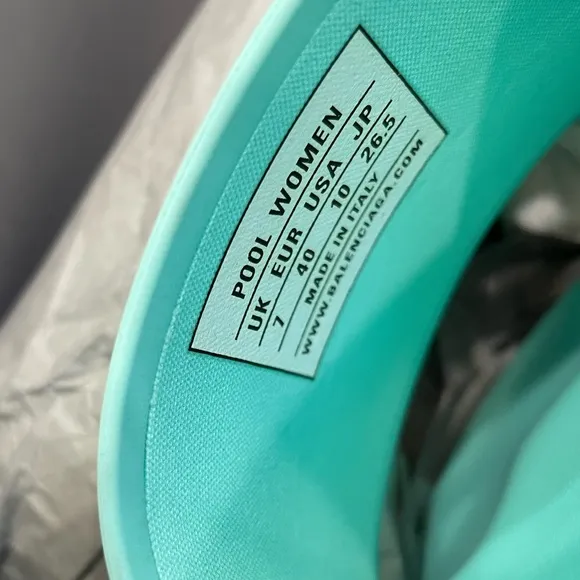 POOL WOMEN
UK EUR USA JP
7 40 10 26.5
MADE IN ITALY
WWW.BALENCIAGA.COM